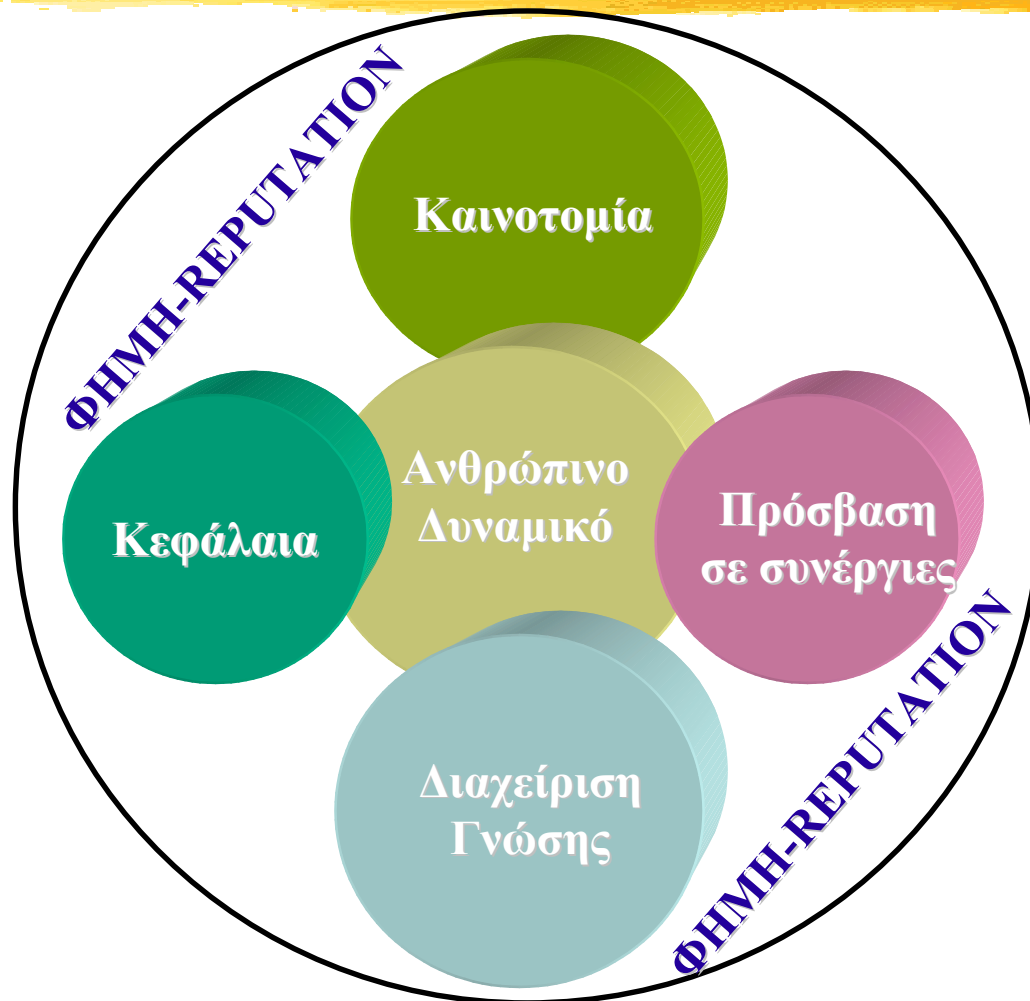 ΦΗΜΗ-REPUTATION
Καινοτομία
Ανθρώπινο
Δυναμικό
Κεφάλαια
Πρόσβαση
σε συνέργιες
Διαχείριση
Γνώσης
ΦΗΜΗ-REPUTATION